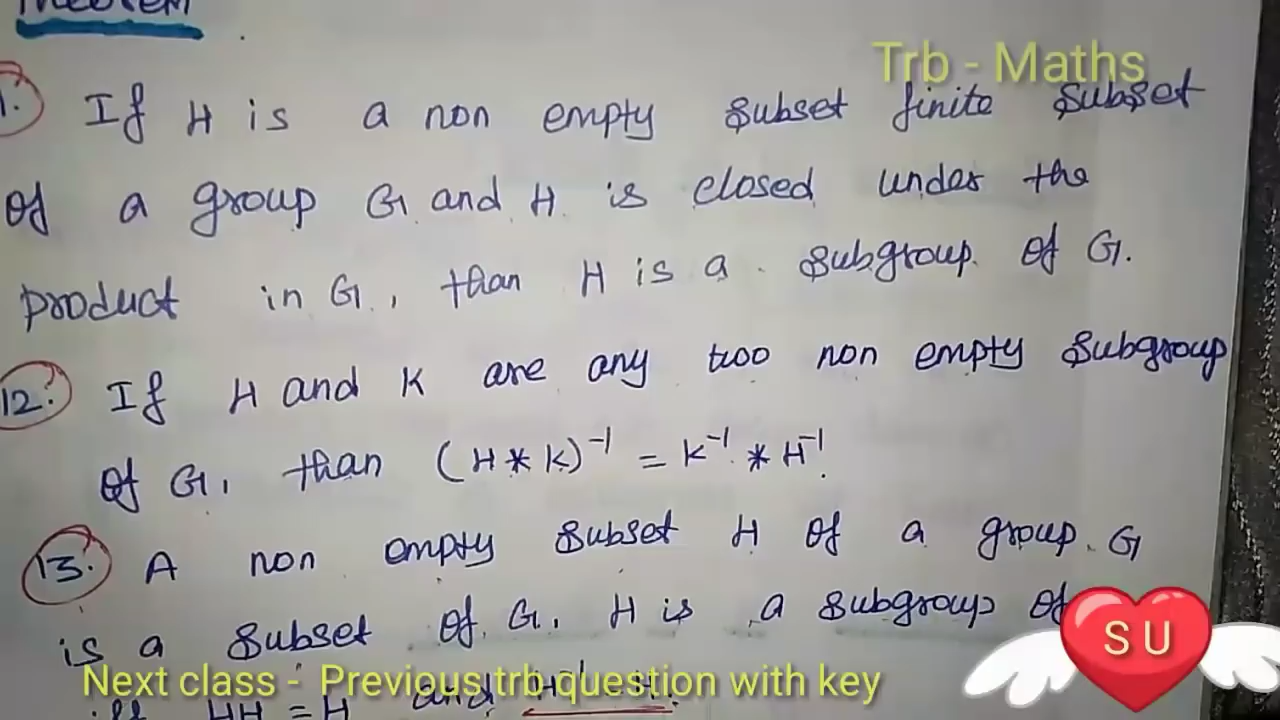 Theorem
Trb - Maths
1. If H is a non empty subset finite subset
of a group G and H is closed under the
product in G, than H is a subgroup of G.
12. If H and K are any two non empty subgroup
of G, than (H * K)⁻¹ = K⁻¹ * H⁻¹.
13. A non empty subset H of a group G
is a subset of G. H is a subgroup of
Next class - Previous trb question with key
iff HH = H and
S U